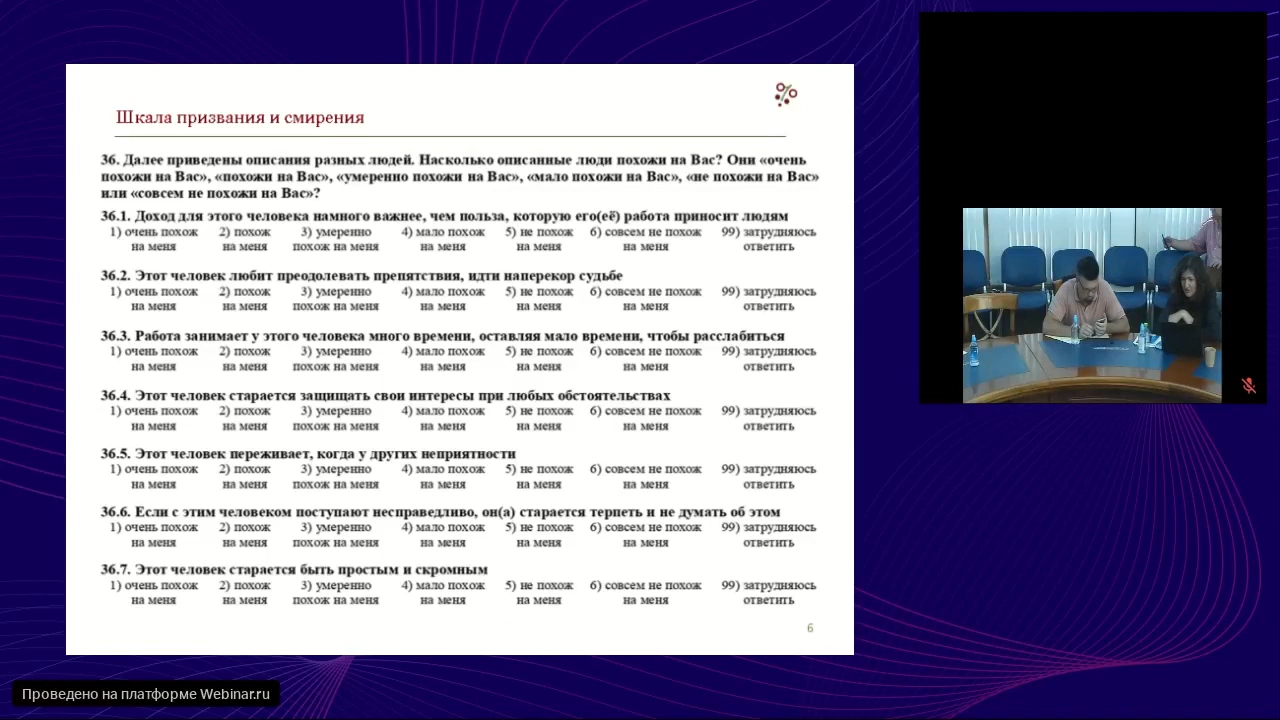 Шкала призвания и смирения
36. Далее приведены описания разных людей. Насколько описанные люди похожи на Вас? Они «очень
похожи на Вас», «похожи на Вас», «умеренно похожи на Вас», «мало похожи на Вас», «не похожи на Вас»
или «совсем не похожи на Вас»?
36.1. Доход для этого человека намного важнее, чем польза, которую его(её) работа приносит людям
1) очень похож 2) похож 3) умеренно 4) мало похож 5) не похож 6) совсем не похож 99) затрудняюсь
на меня на меня похож на меня на меня на меня на меня ответить
36.2. Этот человек любит преодолевать препятствия, идти наперекор судьбе
1) очень похож 2) похож 3) умеренно 4) мало похож 5) не похож 6) совсем не похож 99) затрудняюсь
на меня на меня похож на меня на меня на меня на меня ответить
36.3. Работа занимает у этого человека много времени, оставляя мало времени, чтобы расслабиться
1) очень похож 2) похож 3) умеренно 4) мало похож 5) не похож 6) совсем не похож 99) затрудняюсь
на меня на меня похож на меня на меня на меня на меня ответить
36.4. Этот человек старается защищать свои интересы при любых обстоятельствах
1) очень похож 2) похож 3) умеренно 4) мало похож 5) не похож 6) совсем не похож 99) затрудняюсь
на меня на меня похож на меня на меня на меня на меня ответить
36.5. Этот человек переживает, когда у других неприятности
1) очень похож 2) похож 3) умеренно 4) мало похож 5) не похож 6) совсем не похож 99) затрудняюсь
на меня на меня похож на меня на меня на меня на меня ответить
36.6. Если с этим человеком поступают несправедливо, он(а) старается терпеть и не думать об этом
1) очень похож 2) похож 3) умеренно 4) мало похож 5) не похож 6) совсем не похож 99) затрудняюсь
на меня на меня похож на меня на меня на меня на меня ответить
36.7. Этот человек старается быть простым и скромным
1) очень похож 2) похож 3) умеренно 4) мало похож 5) не похож 6) совсем не похож 99) затрудняюсь
на меня на меня похож на меня на меня на меня на меня ответить
6
Проведено на платформе Webinar.ru